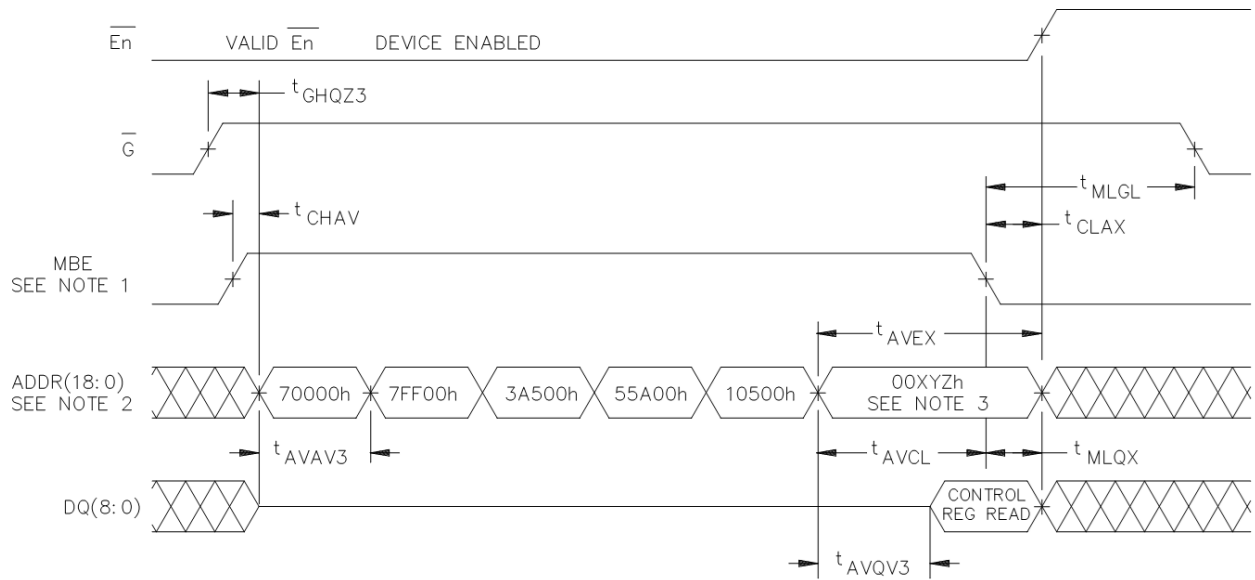 En VALID En DEVICE ENABLED
tGHQZ3
G
tMLGL
tCHAV
tCLAX
MBE
SEE NOTE 1
tAVEX
ADDR(18:0)
SEE NOTE 2
70000h 7FF00h 3A500h 55A00h 10500h
00XYZh
SEE NOTE 3
tAVAV3
tAVCL
tMLQX
DQ(8:0)
CONTROL
REG READ
tAVQV3